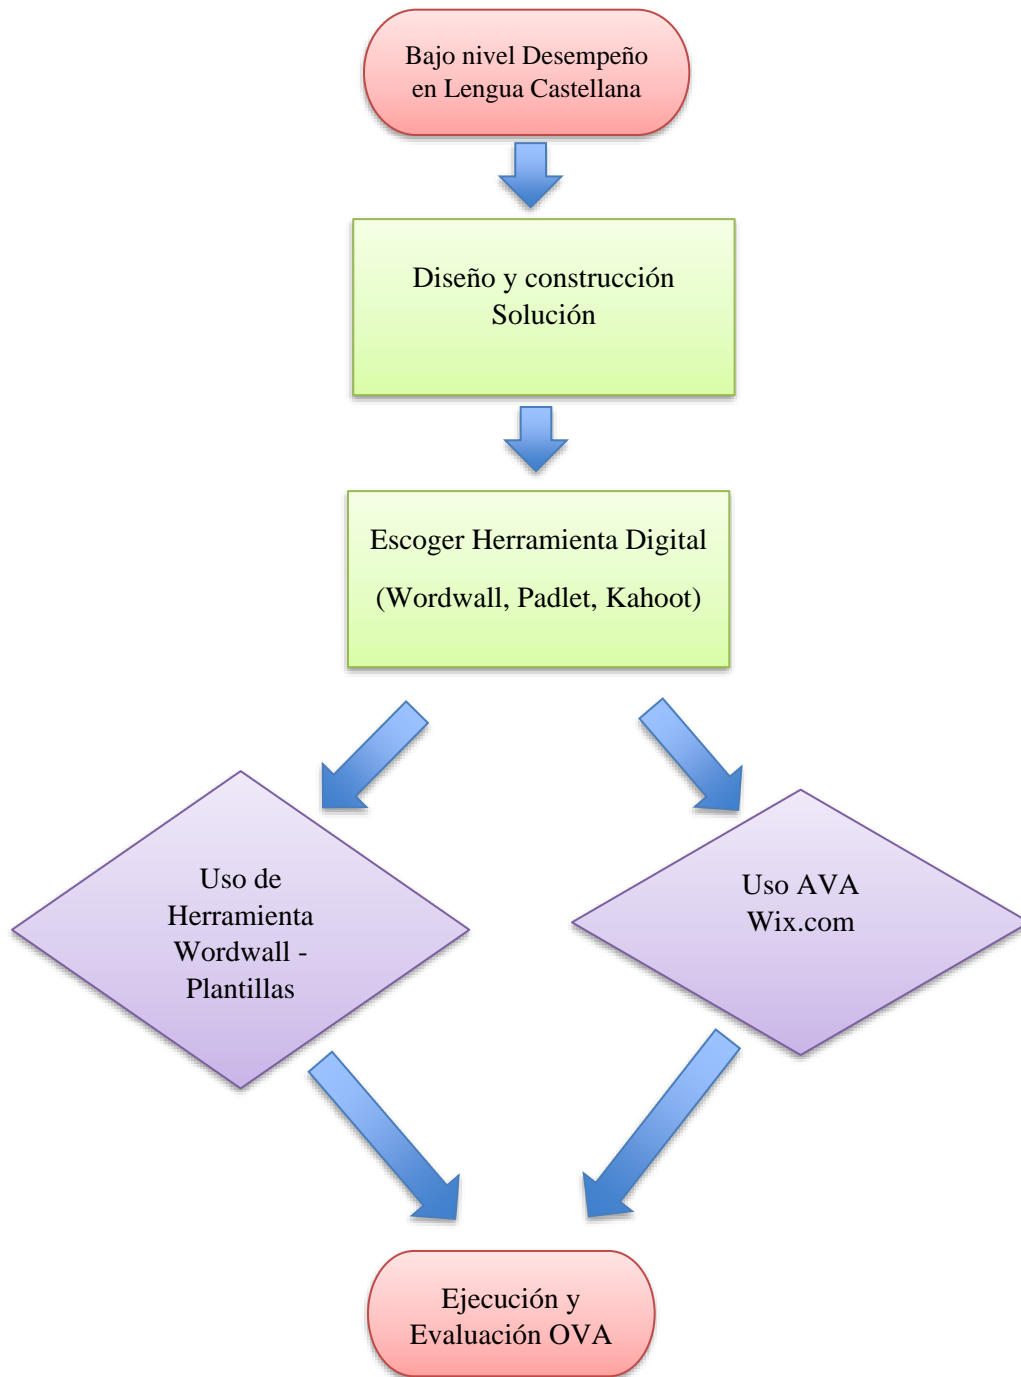 Bajo nivel Desempeño
en Lengua Castellana
Diseño y construcción
Solución
Escoger Herramienta Digital
(Wordwall, Padlet, Kahoot)
Uso de
Herramienta
Wordwall -
Plantillas
Uso AVA
Wix.com
Ejecución y
Evaluación OVA